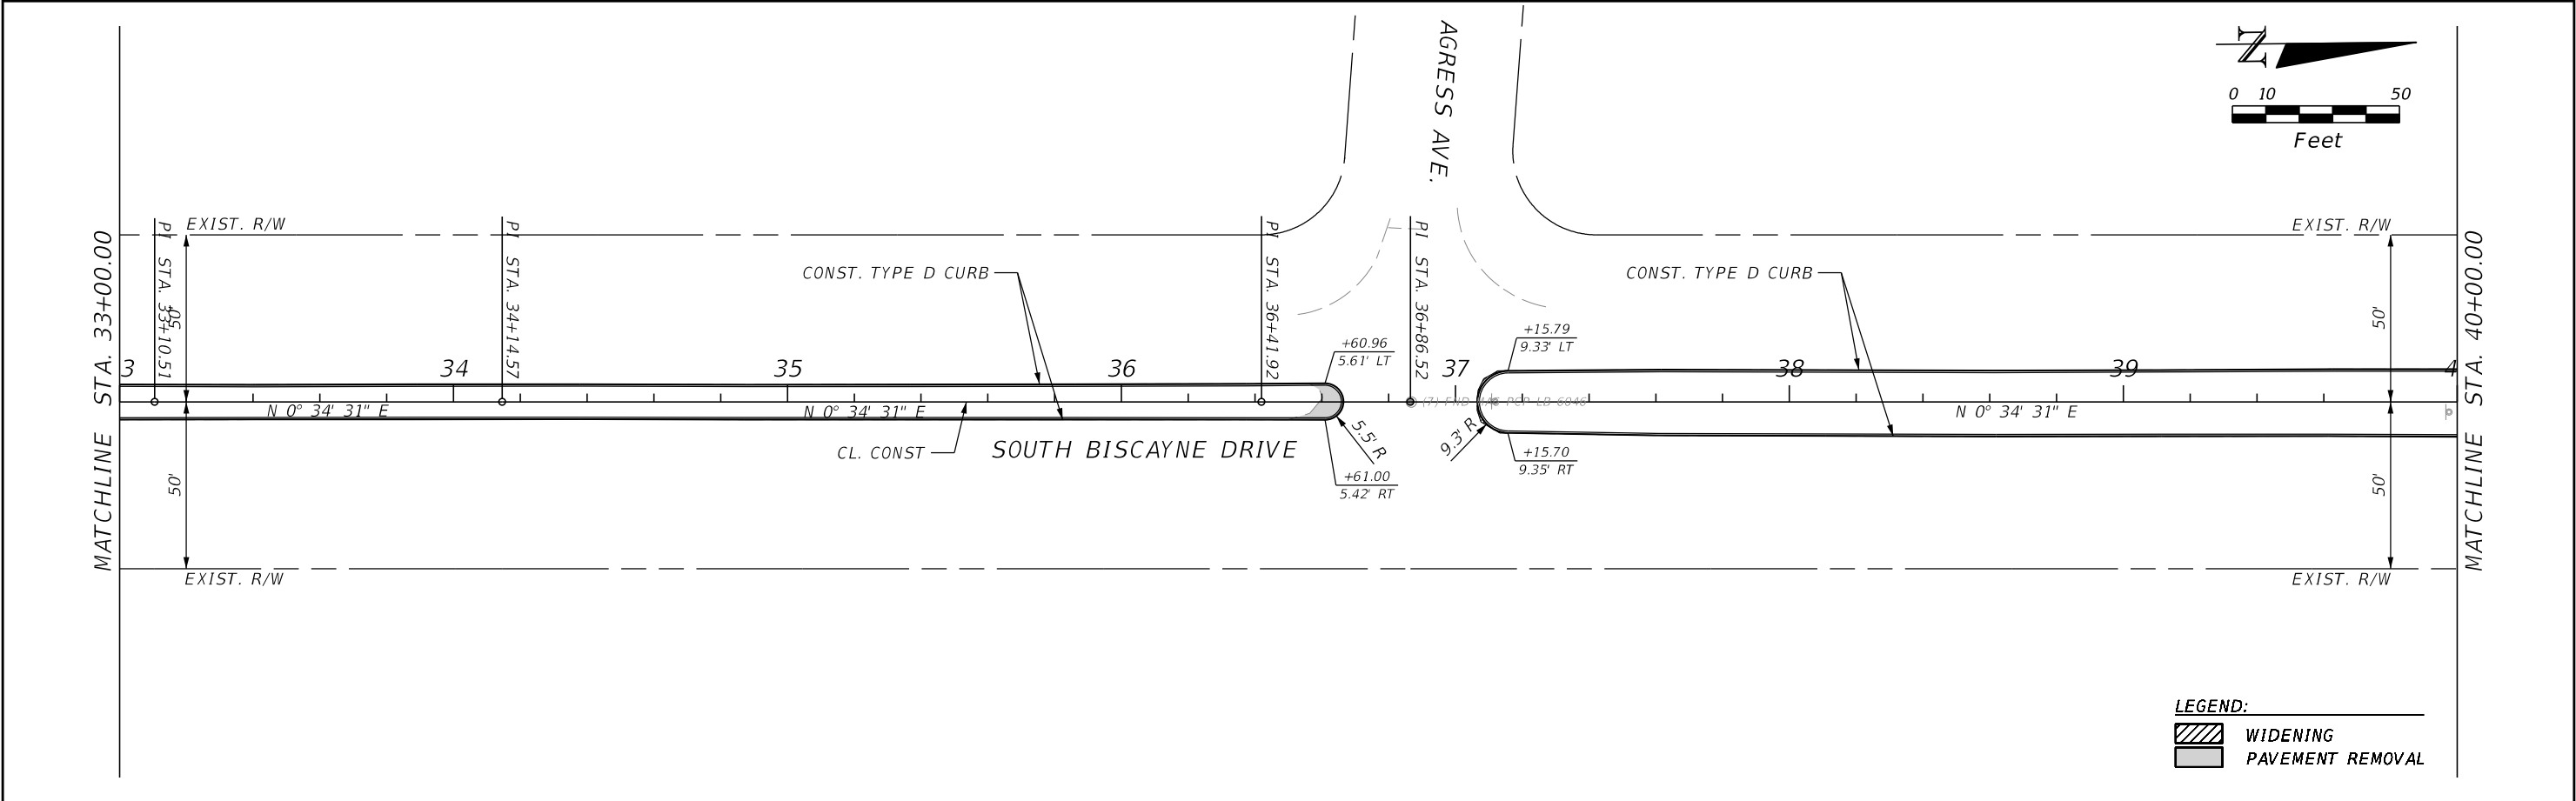 AGRESS AVE.
N
0 10 50
Feet
MATCHLINE STA. 33+00.00
EXIST. R/W
EXIST. R/W
PI STA. 33+10.51
PI STA. 34+14.57
PI STA. 36+41.92
PI STA. 36+86.52
50'
50'
CONST. TYPE D CURB
CONST. TYPE D CURB
+60.96
5.61' LT
+15.79
9.33' LT
3 34 35 36 37 38 39 4
N 0° 34' 31" E
N 0° 34' 31" E
N 0° 34' 31" E
PCP LB 6046
CL. CONST
SOUTH BISCAYNE DRIVE
5.5' R
9.3' R
+61.00
5.42' RT
+15.70
9.35' RT
50'
50'
EXIST. R/W
EXIST. R/W
MATCHLINE STA. 40+00.00
LEGEND:
WIDENING
PAVEMENT REMOVAL